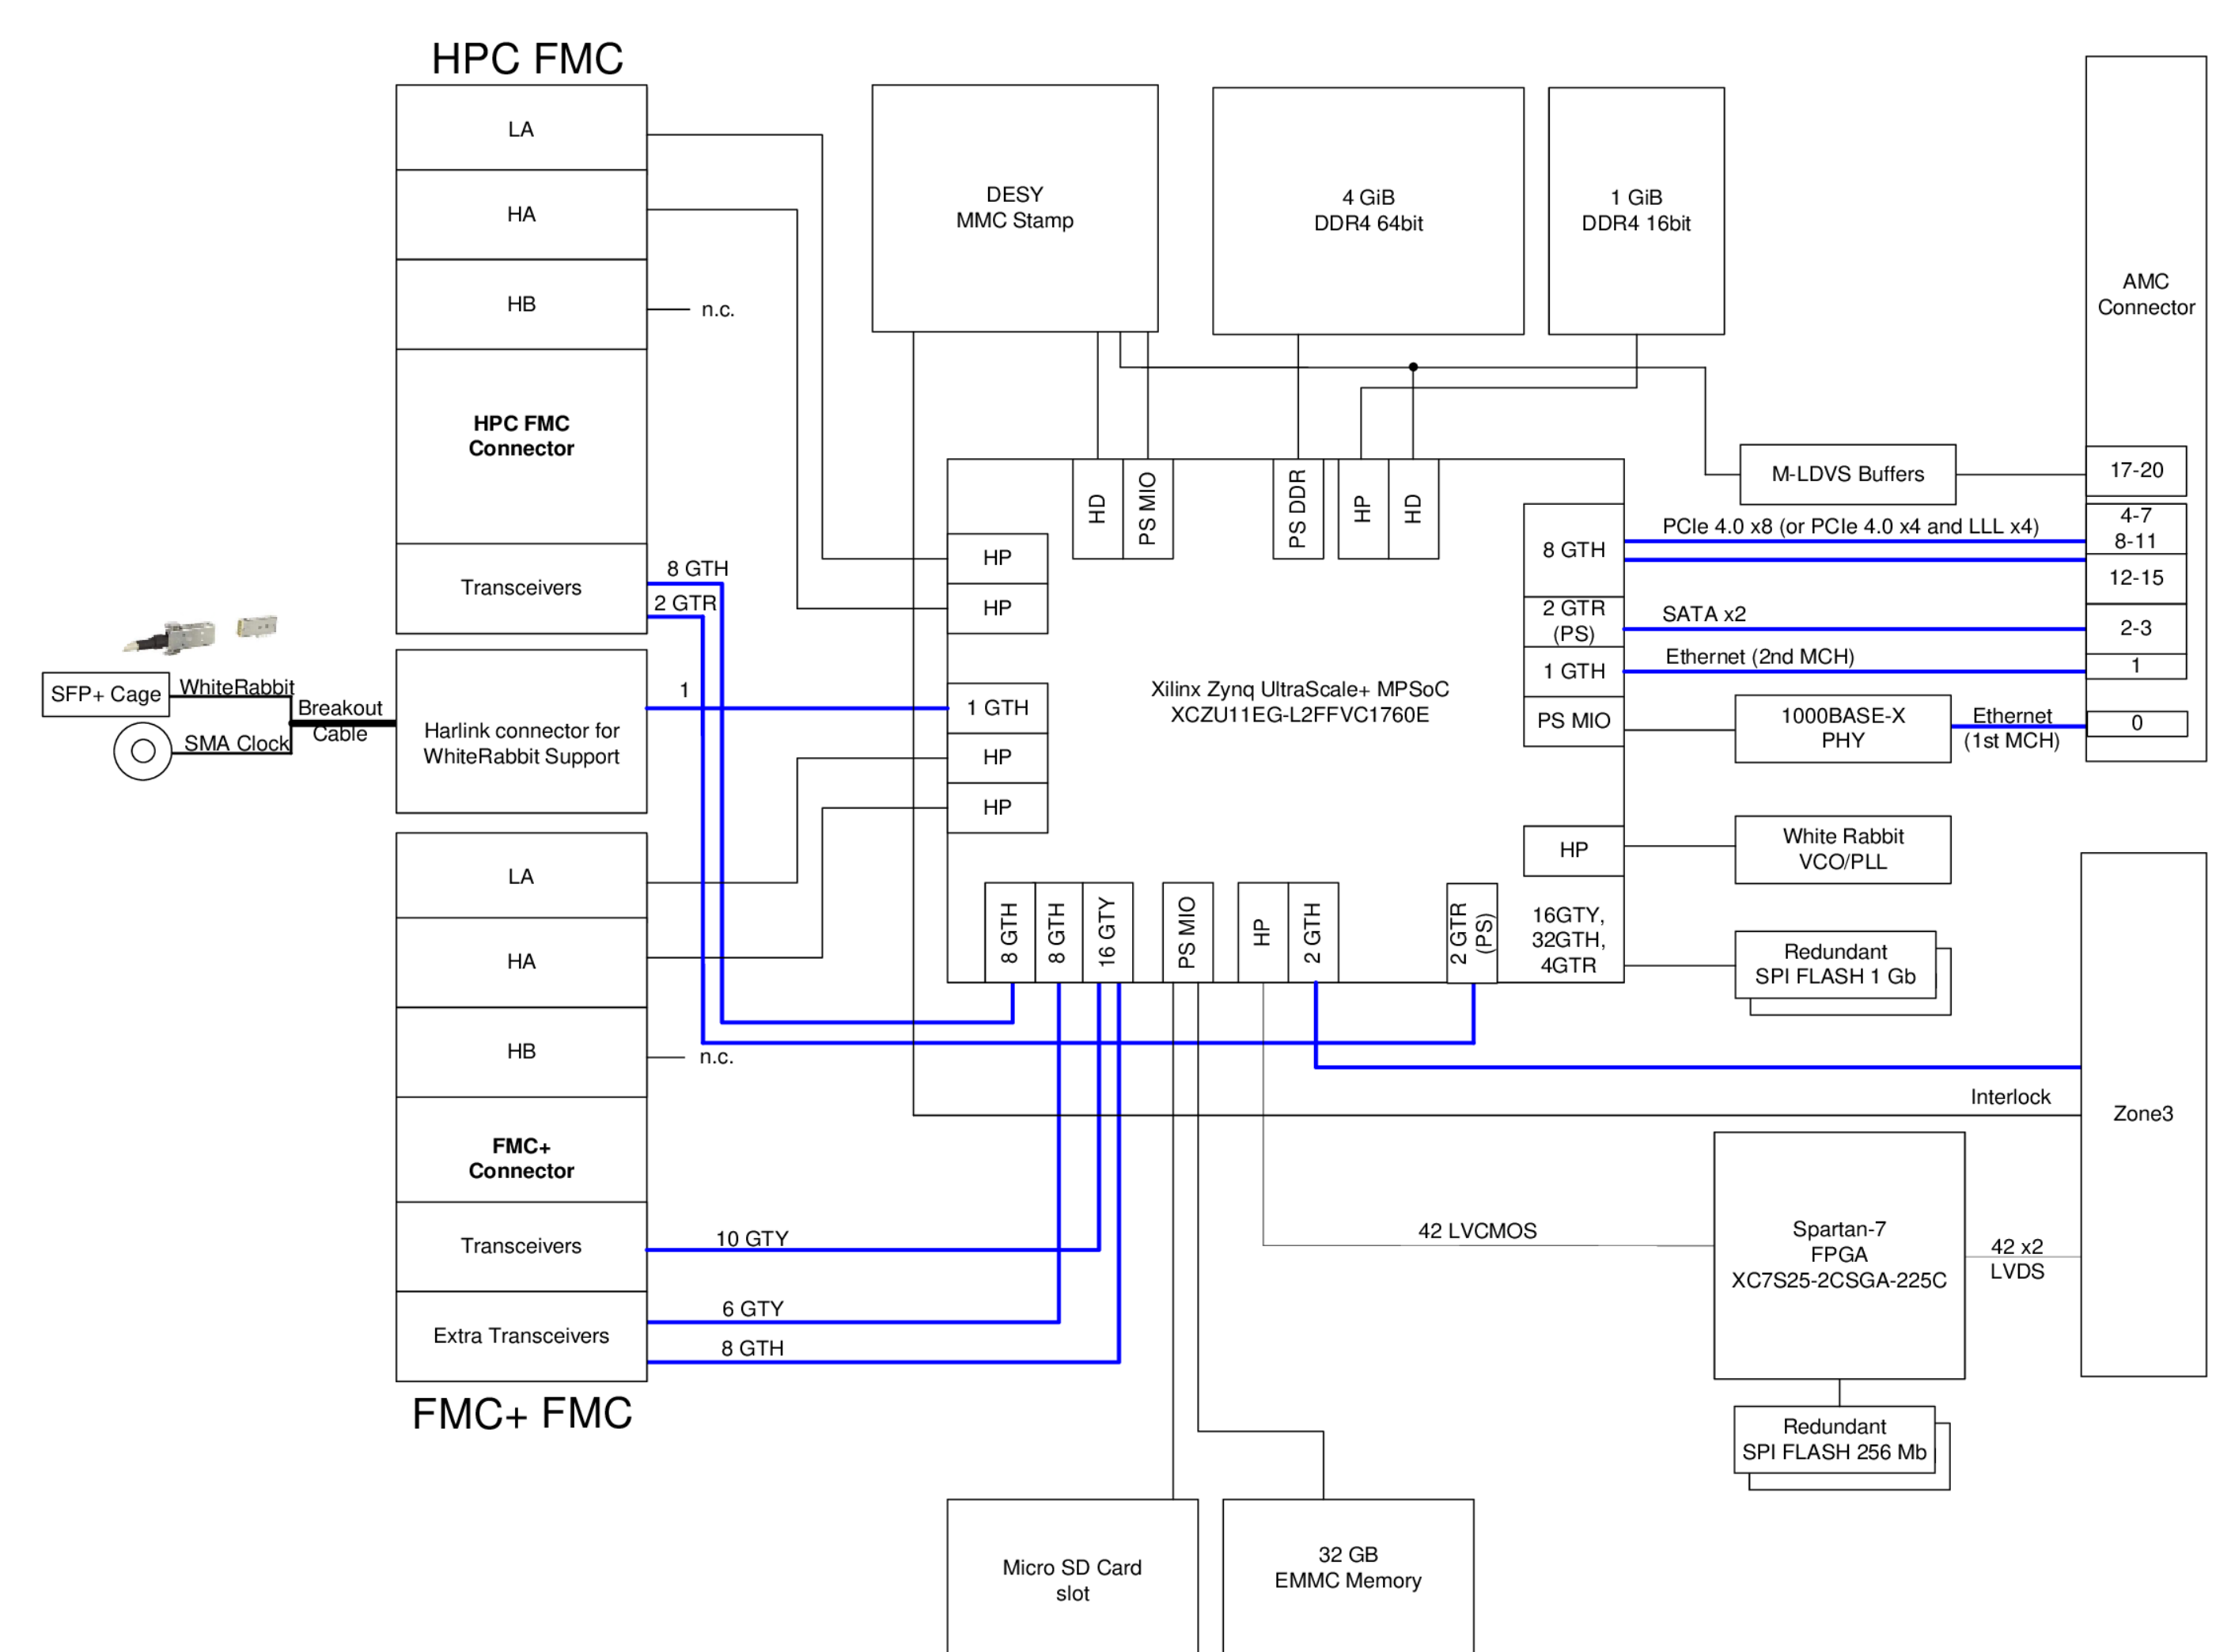 HPC FMC
LA
HA
HB
n.c.
HPC FMC
Connector
Transceivers
8 GTH
2 GTR
SFP+ Cage
WhiteRabbit
SMA Clock
Breakout
Cable
Harlink connector for
WhiteRabbit Support
1
LA
HA
HB
n.c.
FMC+
Connector
Transceivers
10 GTY
Extra Transceivers
6 GTY
8 GTH
FMC+ FMC
DESY
MMC Stamp
4 GiB
DDR4 64bit
1 GiB
DDR4 16bit
HD
PS MIO
PS DDR
HP
HD
HP
HP
1 GTH
HP
HP
Xilinx Zynq UltraScale+ MPSoC
XCZU11EG-L2FFVC1760E
8 GTH
2 GTR
(PS)
1 GTH
PS MIO
HP
16GTY,
32GTH,
4GTR
8 GTH
8 GTH
16 GTY
PS MIO
HP
2 GTH
2 GTR
(PS)
AMC
Connector
M-LDVS Buffers
17-20
PCIe 4.0 x8 (or PCIe 4.0 x4 and LLL x4)
4-7
8-11
12-15
SATA x2
2-3
Ethernet (2nd MCH)
1
1000BASE-X
PHY
Ethernet
(1st MCH)
0
White Rabbit
VCO/PLL
Redundant
SPI FLASH 1 Gb
Interlock
Zone3
42 LVCMOS
Spartan-7
FPGA
XC7S25-2CSGA-225C
42 x2
LVDS
Redundant
SPI FLASH 256 Mb
Micro SD Card
slot
32 GB
EMMC Memory